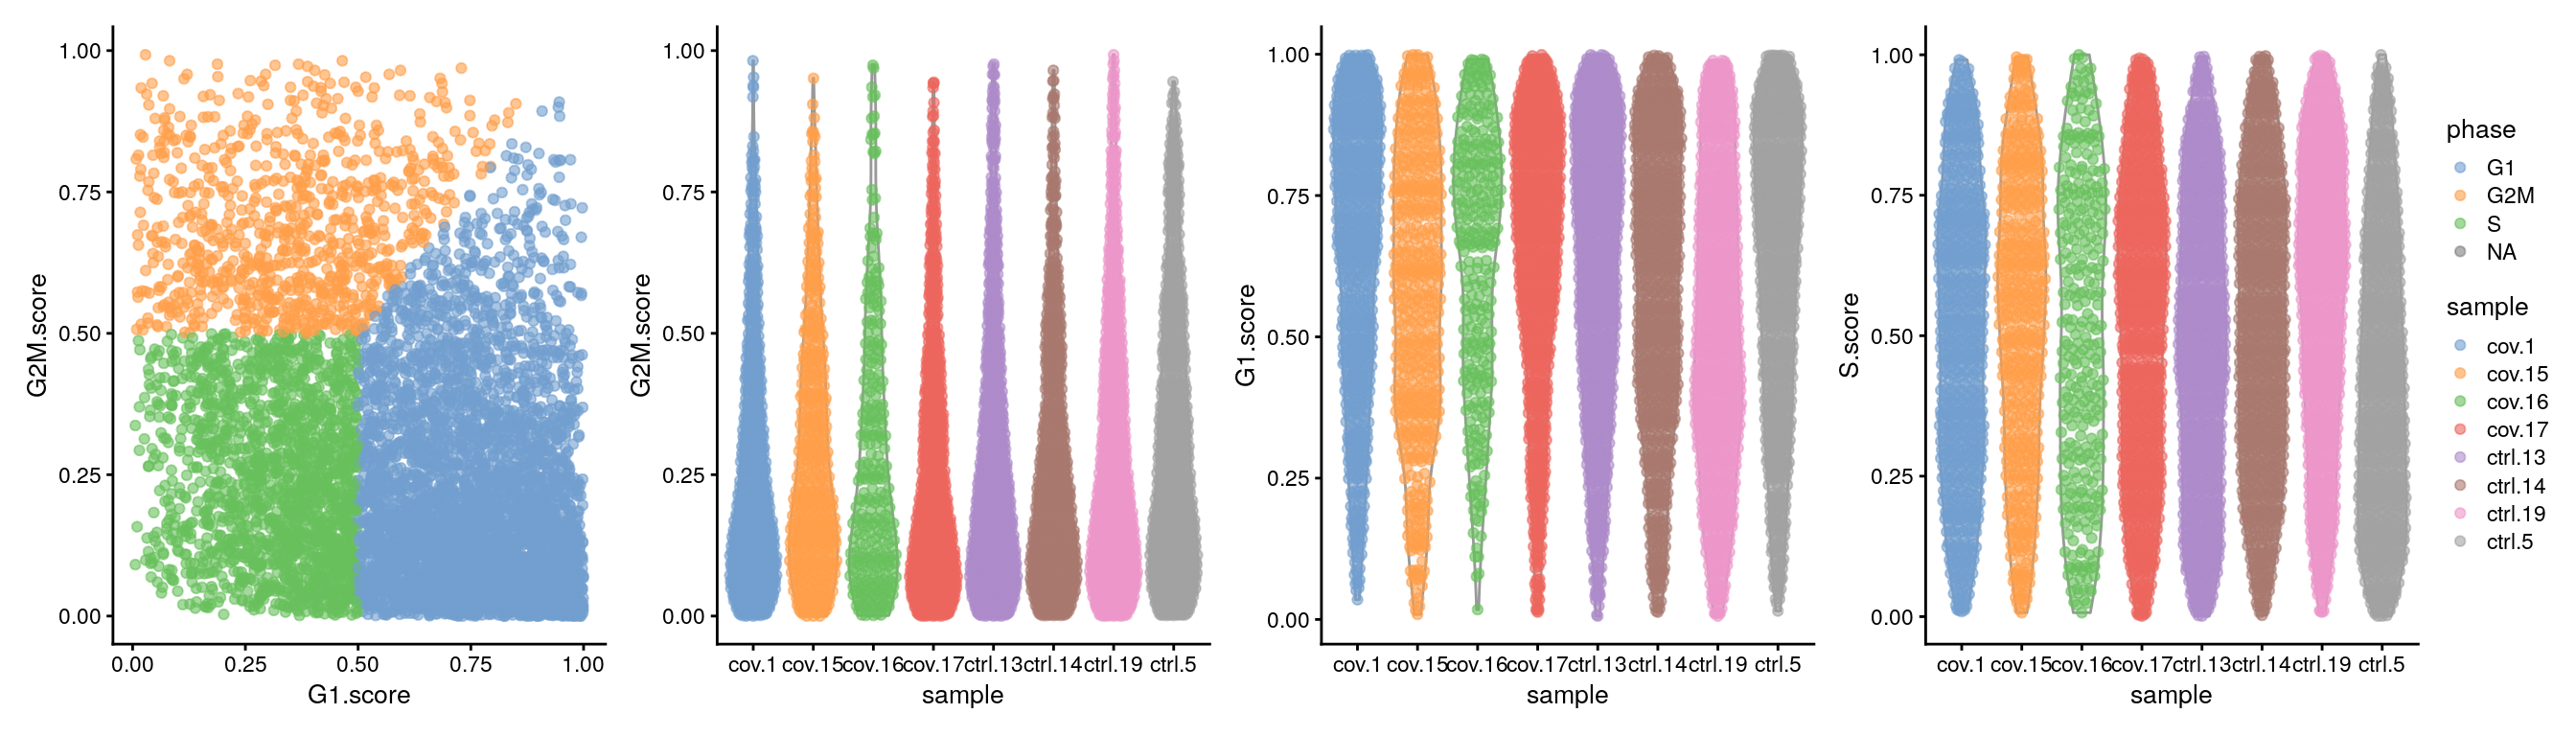 1.00
0.75
0.50
0.25
0.00
G2M.score
0.00 0.25 0.50 0.75 1.00
G1.score
1.00
0.75
0.50
0.25
0.00
G2M.score
cov.1 cov.15 cov.16 cov.17 ctrl.13 ctrl.14 ctrl.19 ctrl.5
sample
1.00
0.75
0.50
0.25
0.00
G1.score
cov.1 cov.15 cov.16 cov.17 ctrl.13 ctrl.14 ctrl.19 ctrl.5
sample
1.00
0.75
0.50
0.25
0.00
S.score
cov.1 cov.15 cov.16 cov.17 ctrl.13 ctrl.14 ctrl.19 ctrl.5
sample
phase
G1
G2M
S
NA
sample
cov.1
cov.15
cov.16
cov.17
ctrl.13
ctrl.14
ctrl.19
ctrl.5